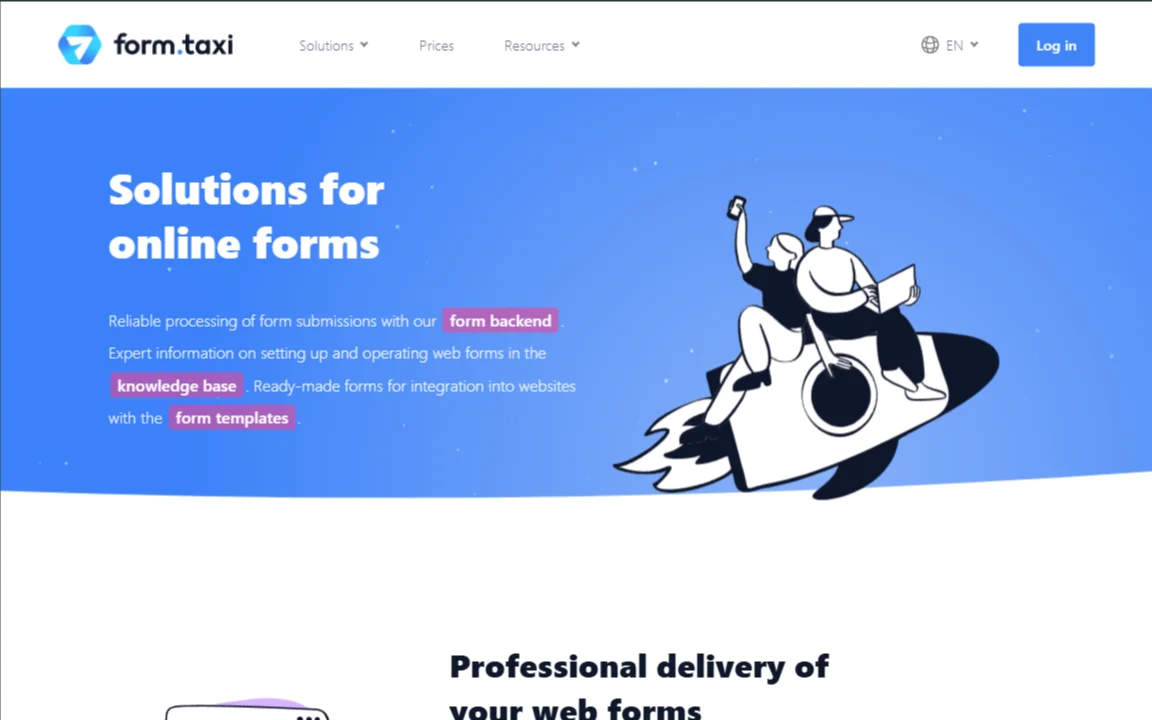 form.taxi
Solutions
Prices
Resources
EN
Log in
Solutions for
online forms
Reliable processing of form submissions with our form backend.
Expert information on setting up and operating web forms in the
knowledge base. Ready-made forms for integration into websites
with the form templates.
Professional delivery of
your web forms